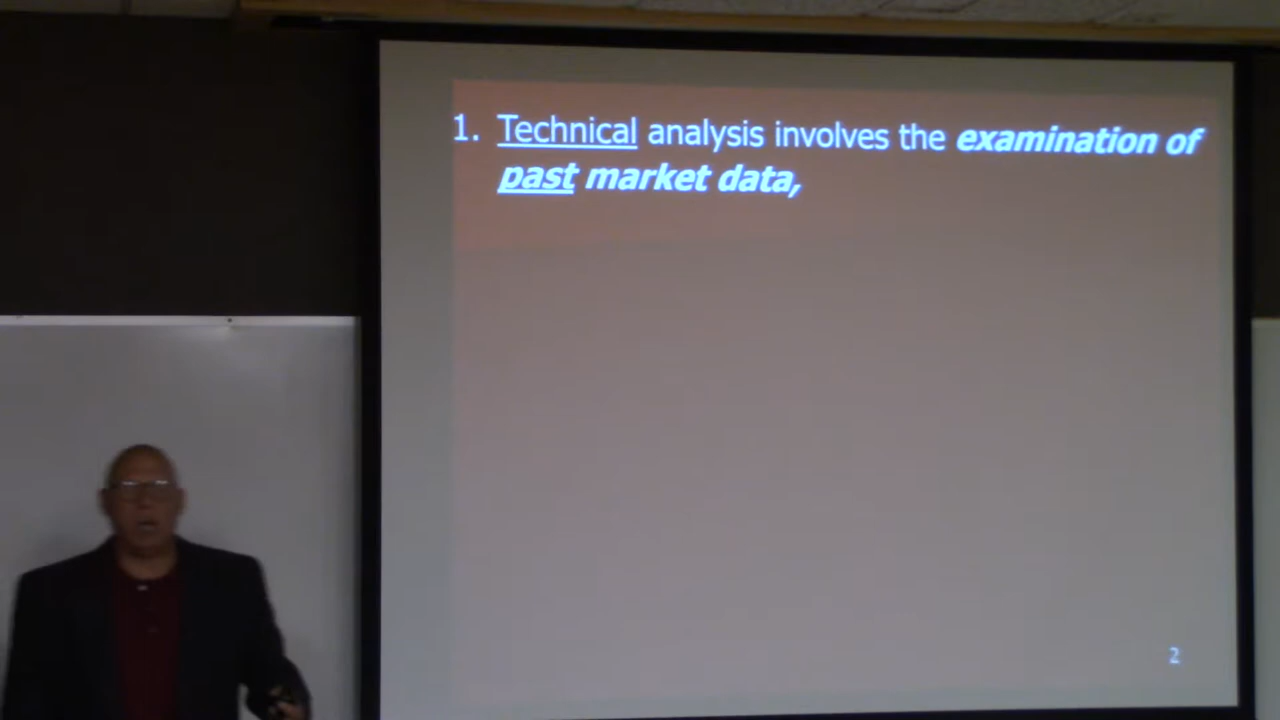 1. Technical analysis involves the examination of
past market data,
2